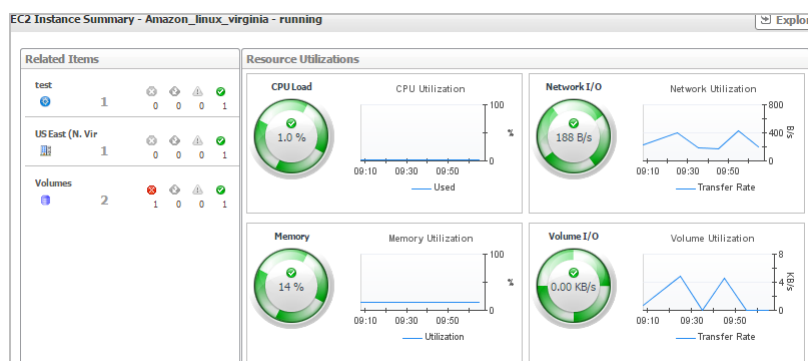 EC2 Instance Summary - Amazon_linux_virginia - running
Explor
Related Items
test
1
0 0 0 1
US East (N. Vir
1
0 0 0 1
Volumes
2
1 0 0 1
Resource Utilizations
CPU Load
1.0 %
CPU Utilization
100
0
%
09:10 09:30 09:50
Used
Network I/O
188 B/s
Network Utilization
800
400
0
B/s
09:10 09:30 09:50
Transfer Rate
Memory
14 %
Memory Utilization
100
0
%
09:10 09:30 09:50
Utilization
Volume I/O
0.00 KB/s
Volume Utilization
8
4
0
KB/s
09:10 09:30 09:50
Transfer Rate